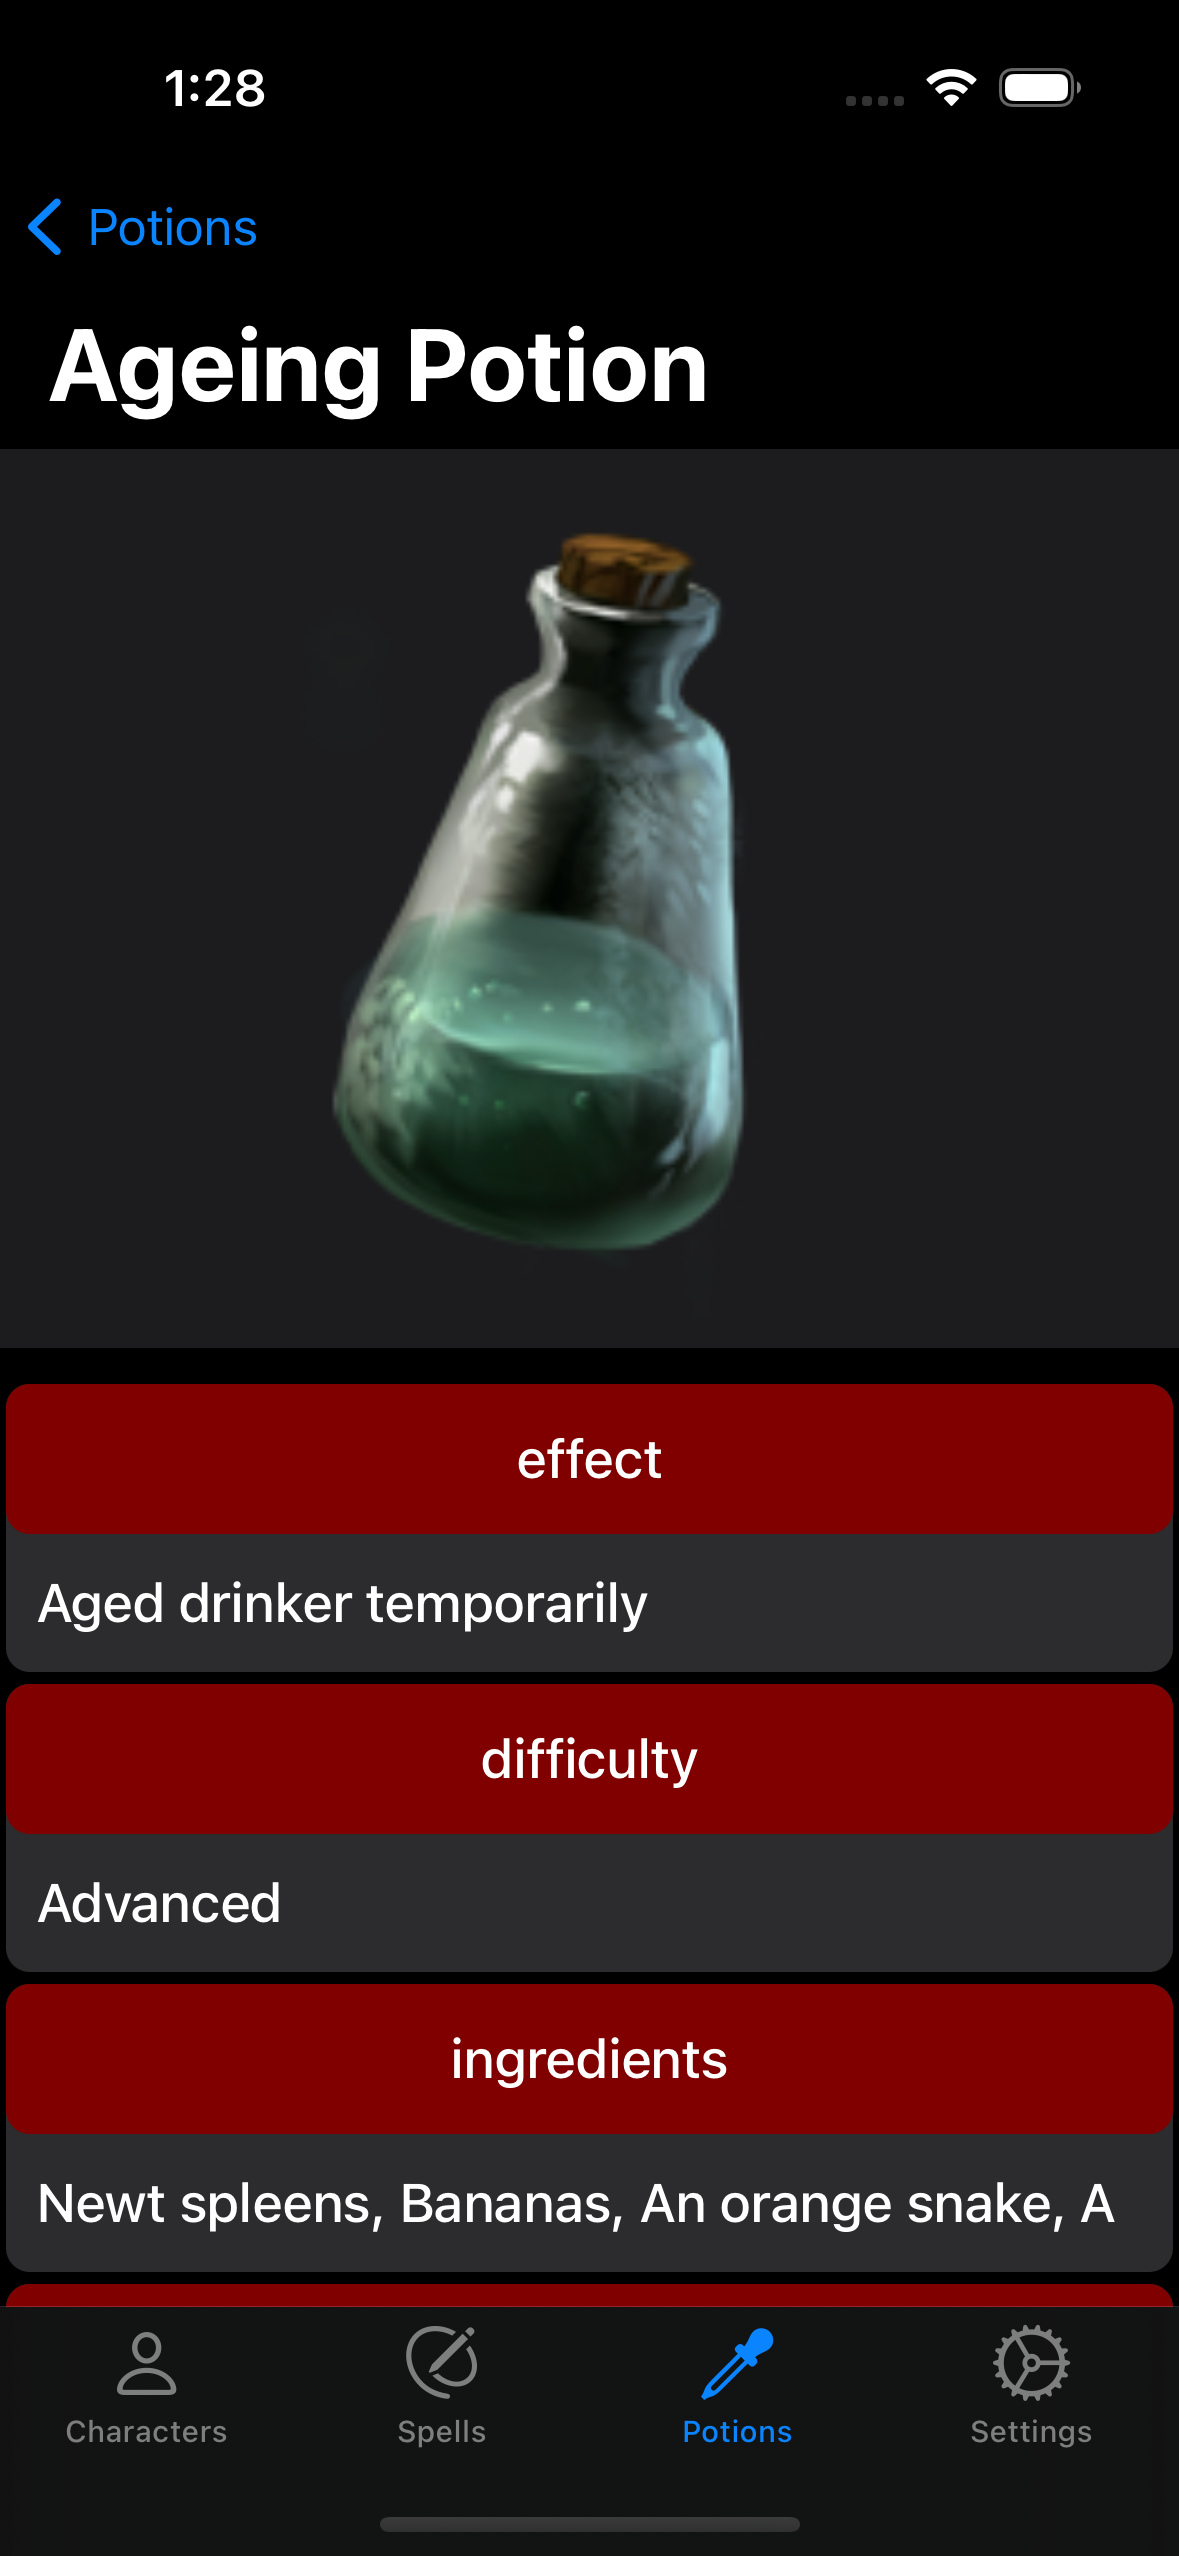 1:28
Potions
Ageing Potion
effect
Aged drinker temporarily
difficulty
Advanced
ingredients
Newt spleens, Bananas, An orange snake, A
Characters
Spells
Potions
Settings